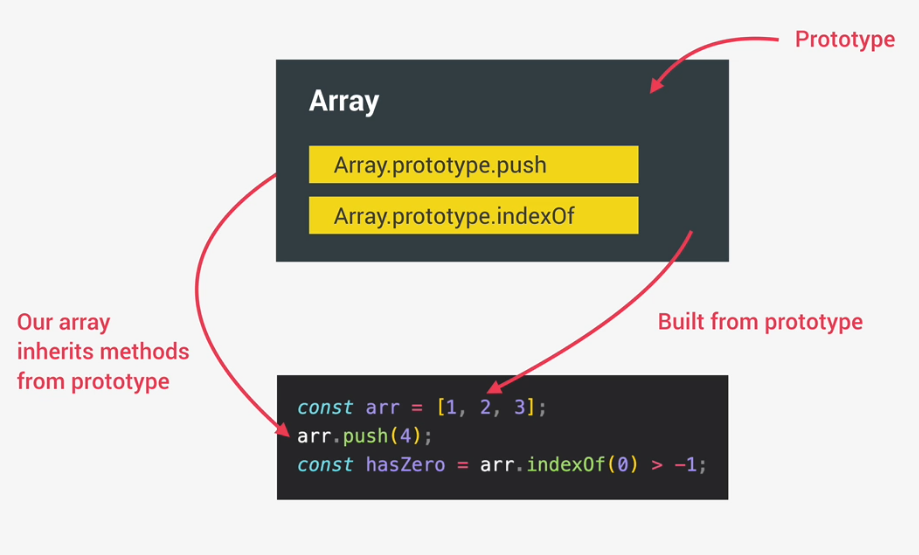 Prototype
Array
Array.prototype.push
Array.prototype.indexOf
Our array
inherits methods
from prototype
Built from prototype
const arr = [1, 2, 3];
arr.push(4);
const hasZero = arr.indexOf(0) > -1;